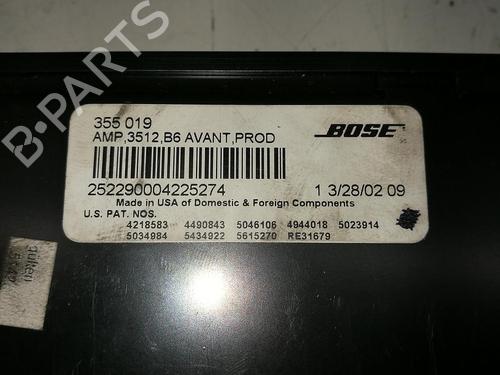 355 019
AMP,3512,B6 AVANT,PROD
BOSE
252290004225274 1 3/28/02 09
Made in USA of Domestic & Foreign Components
U.S. PAT. NOS.
4218583 4490843 5046106 4944018 5023914
5034984 5434922 5615270 RE31679
B-PARTS